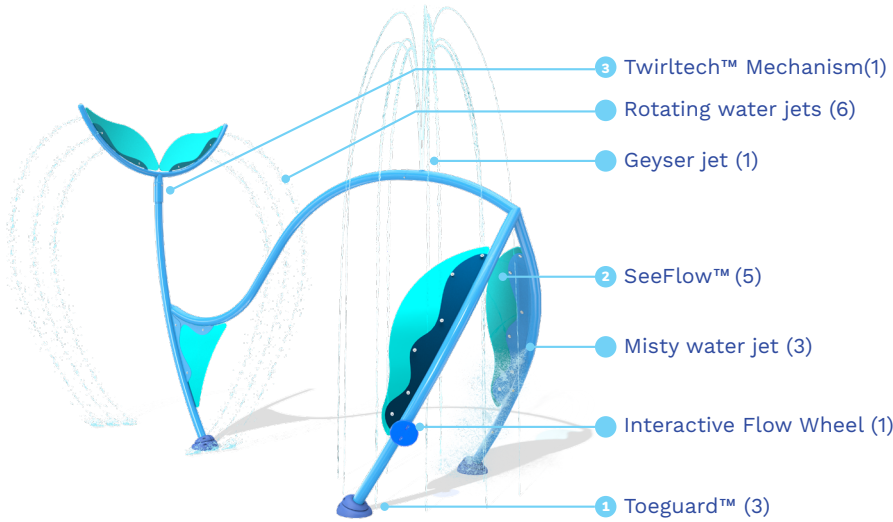 3 Twirltech™ Mechanism(1)
Rotating water jets (6)
Geyser jet (1)
2 SeeFlow™ (5)
Misty water jet (3)
Interactive Flow Wheel (1)
1 Toeguard™ (3)